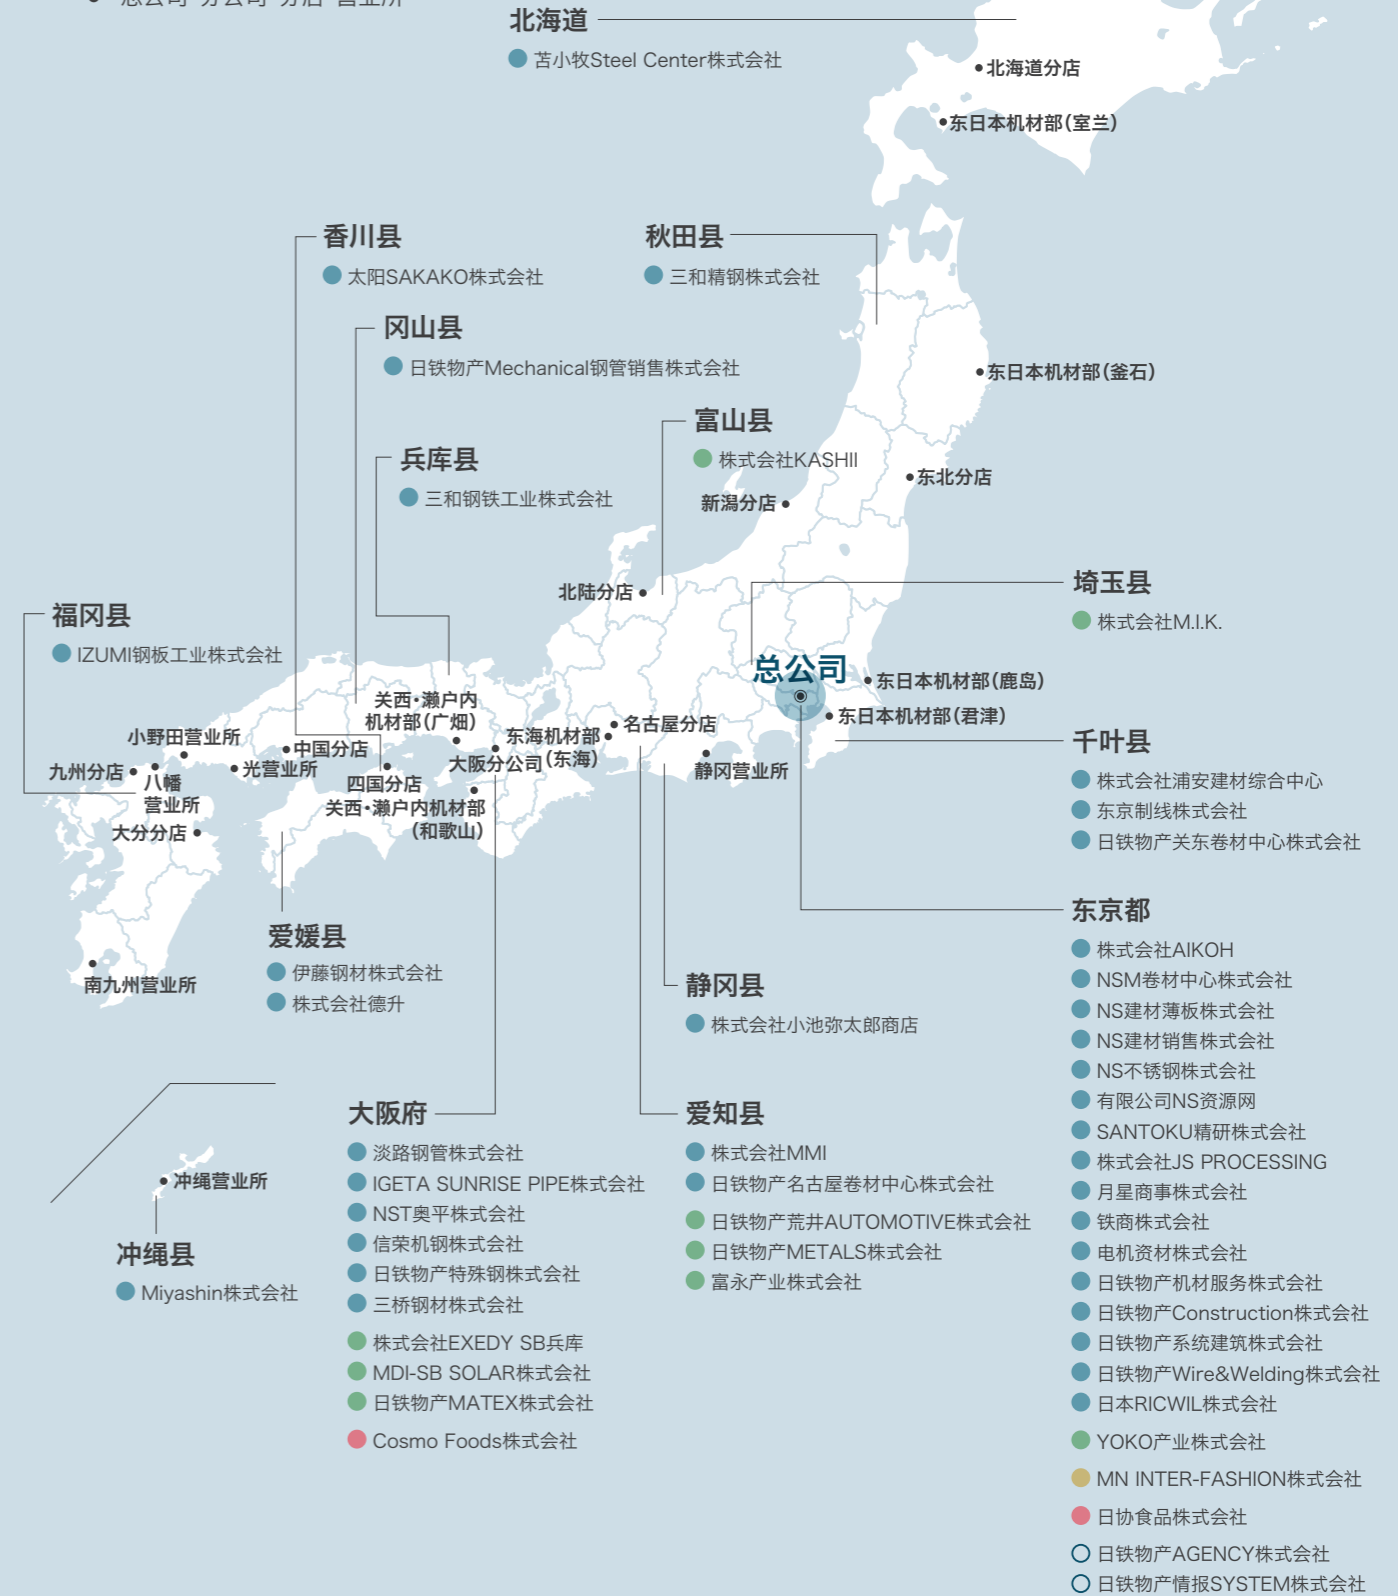 总公司·分公司·分店·营业所
北海道
苫小牧Steel Center株式会社
北海道分店
东日本机材部(室兰)
香川县
太阳SAKAKO株式会社
秋田县
三和精钢株式会社
冈山县
日铁物产Mechanical钢管销售株式会社
东日本机材部(釜石)
富山县
株式会社KASHII
兵库县
三和钢铁工业株式会社
东北分店
新潟分店
北陆分店
埼玉县
株式会社M.I.K.
福冈县
IZUMI钢板工业株式会社
总公司
东日本机材部(鹿岛)
东日本机材部(君津)
关西·濑户内
机材部(广畑)
名古屋分店
东海机材部
(东海)
小野田营业所
中国分店
大阪分公司
静冈营业所
九州分店
八幡
营业所
光营业所
四国分店
关西·濑户内机材部
(和歌山)
大分分店
千叶县
株式会社浦安建材综合中心
东京制线株式会社
日铁物产关东卷材中心株式会社
爱媛县
伊藤钢材株式会社
株式会社德升
南九州营业所
静冈县
株式会社小池弥太郎商店
东京都
株式会社AIKOH
NSM卷材中心株式会社
NS建材薄板株式会社
NS建材销售株式会社
NS不锈钢株式会社
有限公司NS资源网
SANTOKU精研株式会社
株式会社JS PROCESSING
月星商事株式会社
铁商株式会社
电机资材株式会社
日铁物产机材服务株式会社
日铁物产Construction株式会社
日铁物产系统建筑株式会社
日铁物产Wire&Welding株式会社
日本RICWIL株式会社
YOKO产业株式会社
MN INTER-FASHION株式会社
日协食品株式会社
日铁物产AGENCY株式会社
日铁物产情报SYSTEM株式会社
大阪府
淡路钢管株式会社
IGETA SUNRISE PIPE株式会社
NST奥平株式会社
信荣机钢株式会社
日铁物产特殊钢株式会社
三桥钢材株式会社
株式会社EXEDY SB兵库
MDI-SB SOLAR株式会社
日铁物产MATEX株式会社
Cosmo Foods株式会社
爱知县
株式会社MMI
日铁物产名古屋卷材中心株式会社
日铁物产荒井AUTOMOTIVE株式会社
日铁物产METALS株式会社
富永产业株式会社
冲绳营业所
冲绳县
Miyashin株式会社